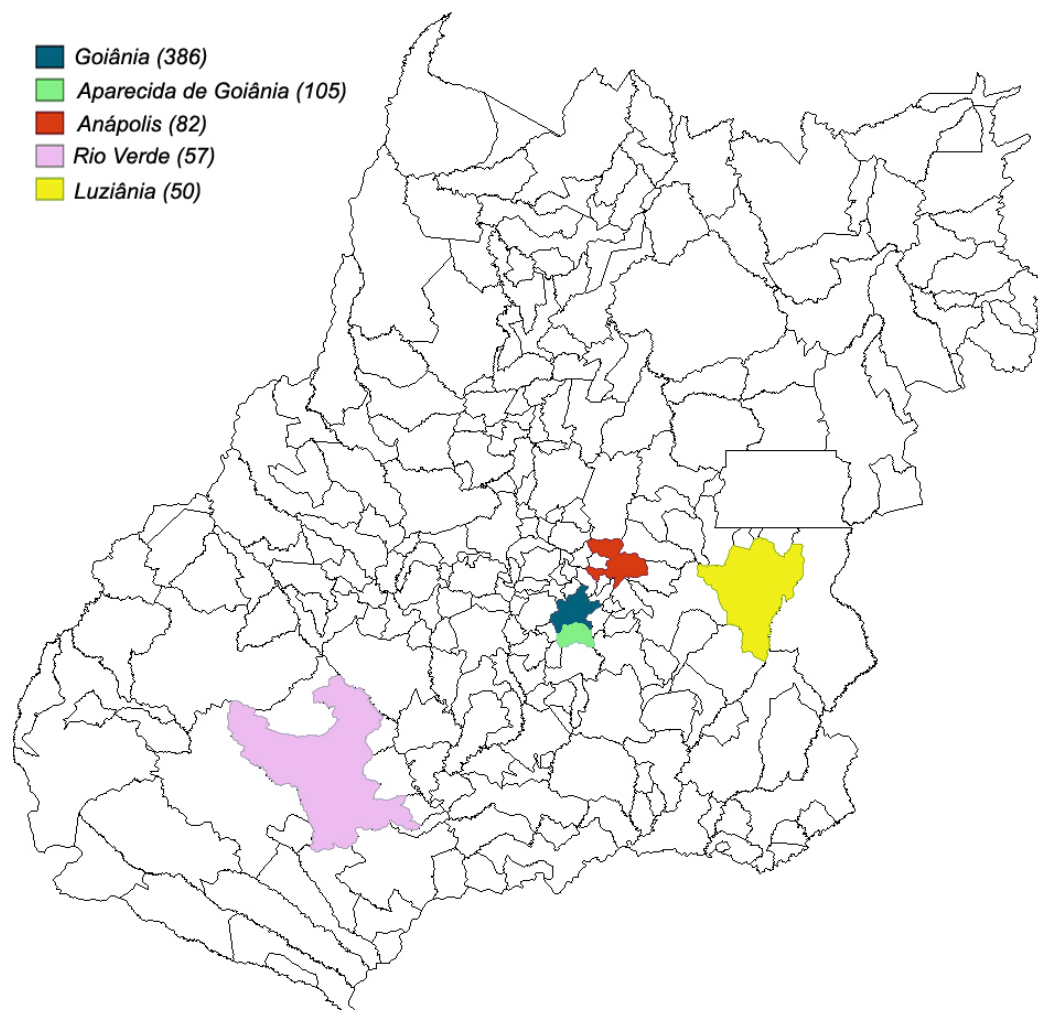 Goiânia (386)
Aparecida de Goiânia (105)
Anápolis (82)
Rio Verde (57)
Luziânia (50)